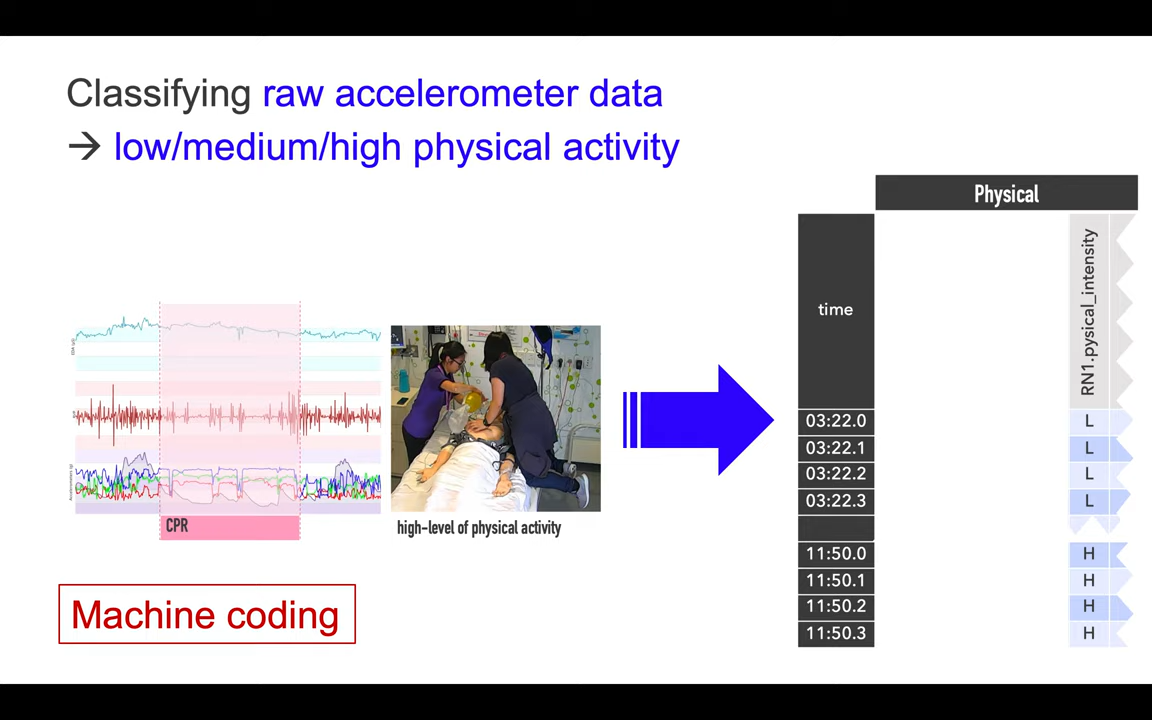 Classifying raw accelerometer data
→ low/medium/high physical activity
Physical
time
RN1.pysical_intensity
03:22.0 L
03:22.1 L
03:22.2 L
03:22.3 L
11:50.0 H
11:50.1 H
11:50.2 H
11:50.3 H
CPR
high-level of physical activity
Machine coding